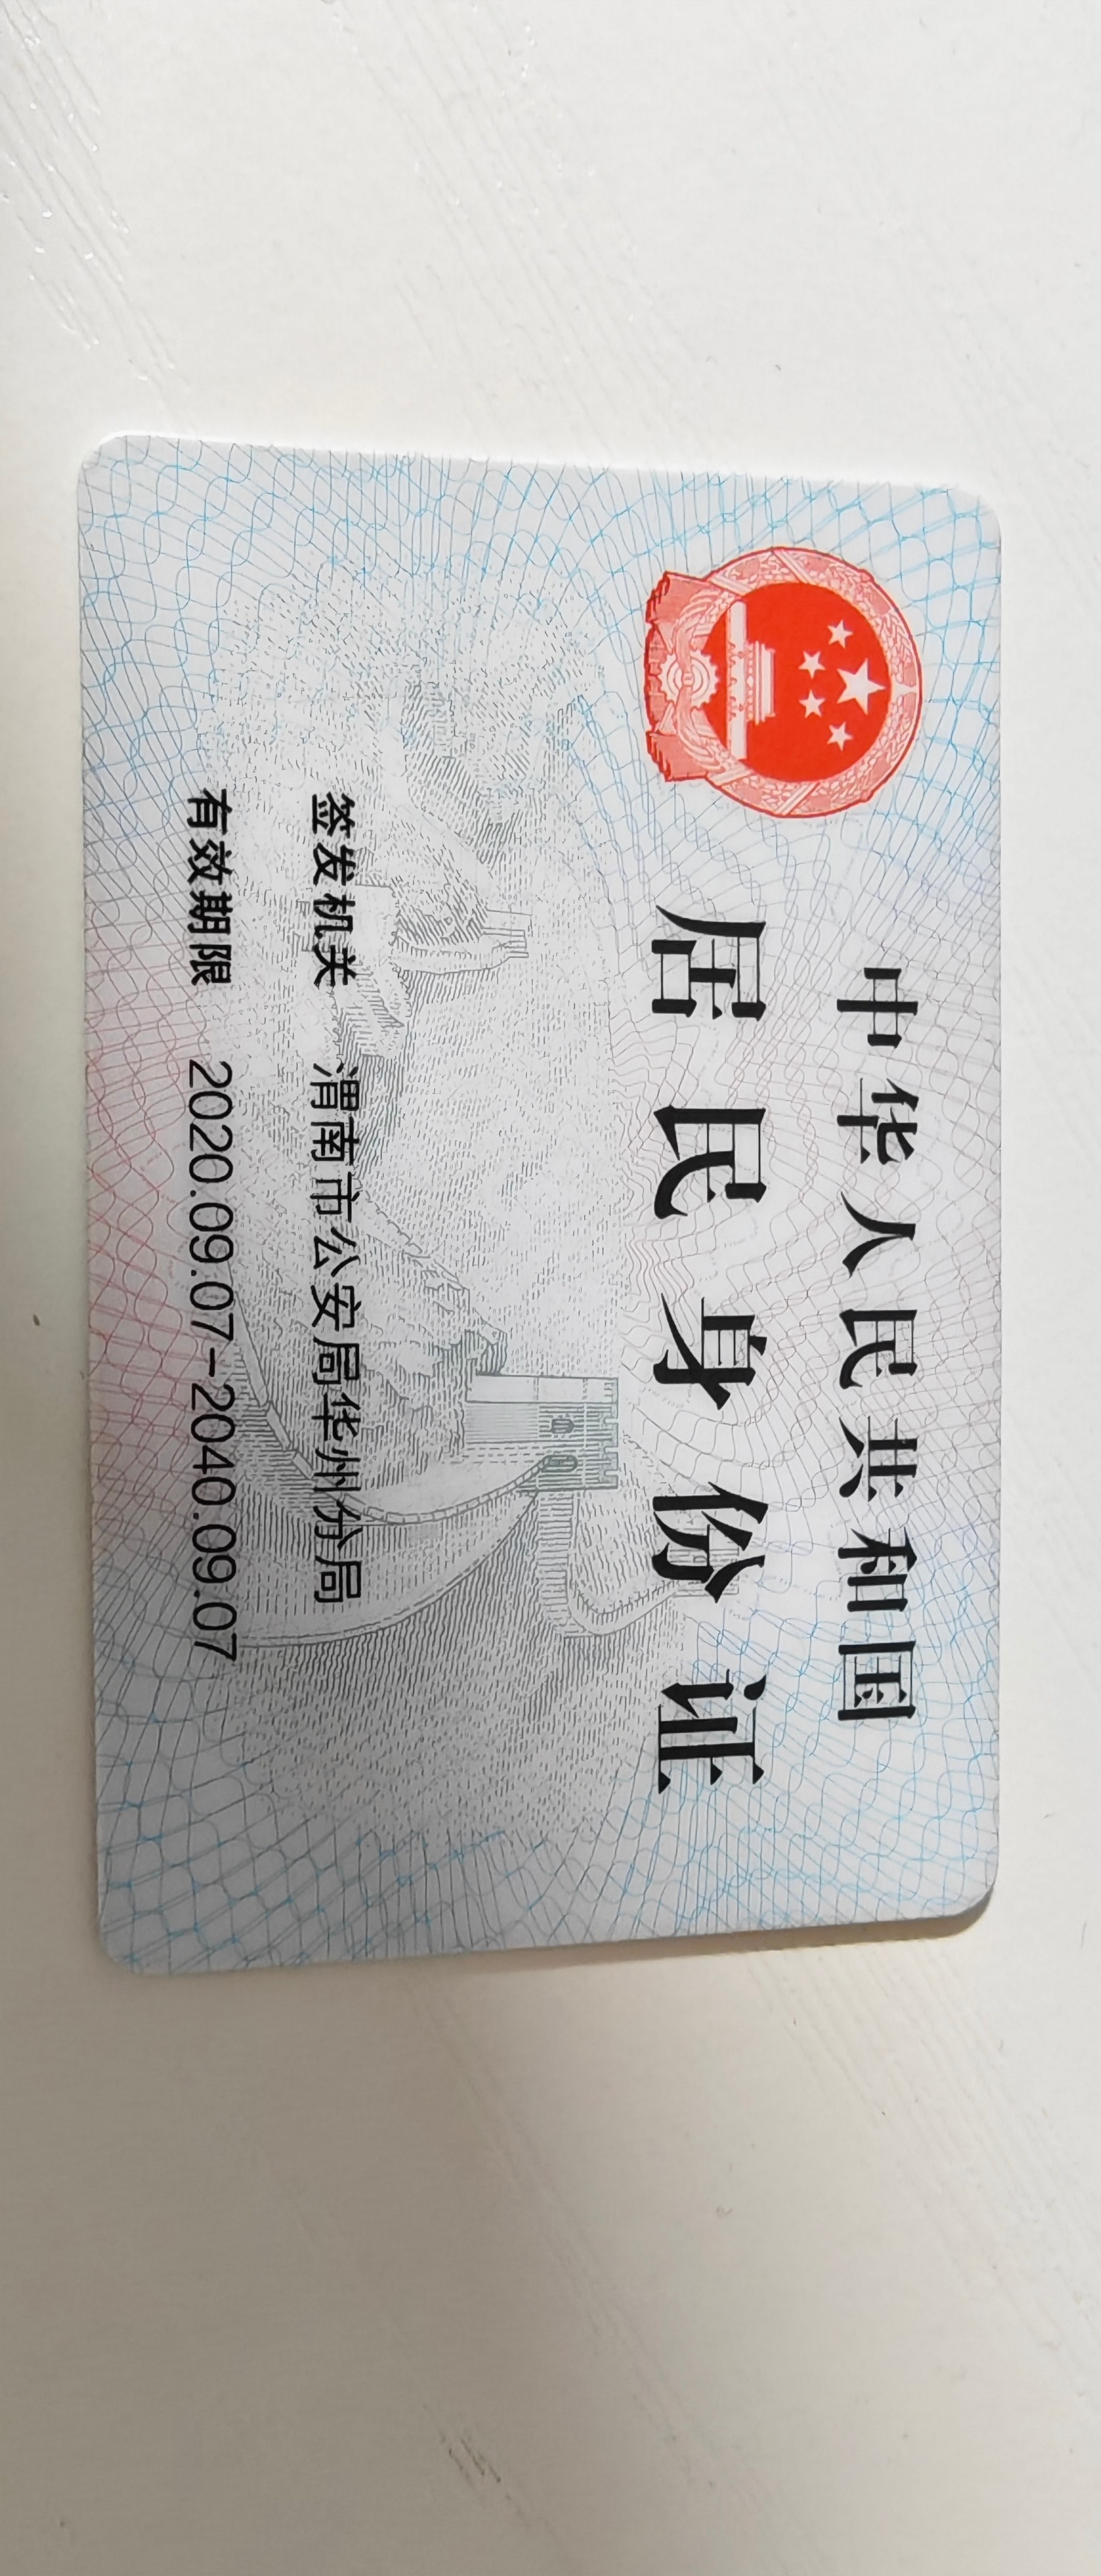 中华人民共和国
居民身份证
签发机关 渭南市公安局华州分局
有效期限 2020.09.07-2040.09.07